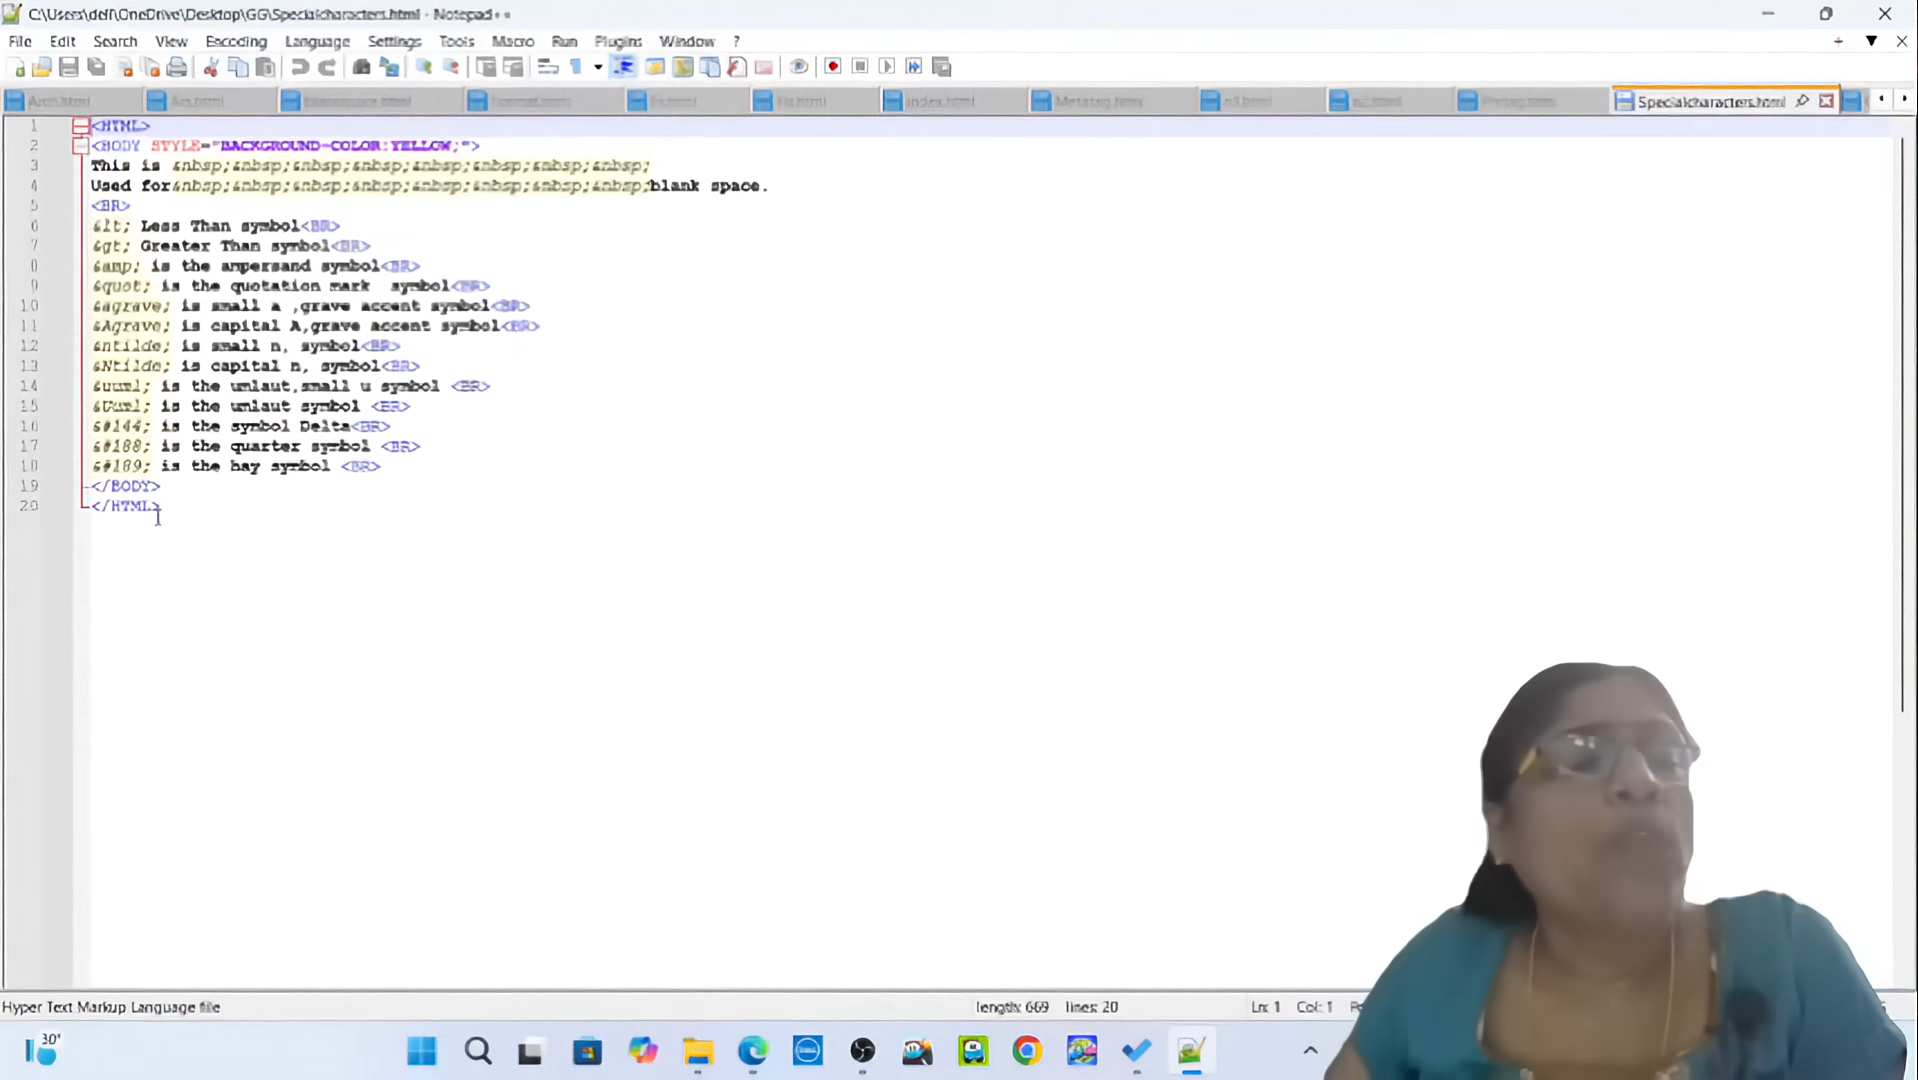 C:\Users\dell\OneDrive\Desktop\GG\Specialcharacters.html - Notepad++
File Edit Search View Encoding Language Settings Tools Macro Run Plugins Window ?
index.html Metatag.html Specialcharacters.html
1 <HTML>
2 <BODY STYLE="BACKGROUND-COLOR:YELLOW;">
3 This is &nbsp;&nbsp;&nbsp;&nbsp;&nbsp;&nbsp;&nbsp;&nbsp;
4 Used for&nbsp;&nbsp;&nbsp;&nbsp;&nbsp;&nbsp;&nbsp;&nbsp;blank space.
5 <BR>
6 &lt; Less Than symbol<BR>
7 &gt; Greater Than symbol<BR>
8 &amp; is the ampersand symbol<BR>
9 &quot; is the quotation mark  symbol<BR>
10 &agrave; is small a ,grave accent symbol<BR>
11 &Agrave; is capital A,grave accent symbol<BR>
12 &ntilde; is small n, symbol<BR>
13 &Ntilde; is capital n, symbol<BR>
14 &uuml; is the umlaut,small u symbol <BR>
15 &Uuml; is the umlaut symbol <BR>
16 &#144; is the symbol Delta<BR>
17 &#188; is the quarter symbol <BR>
18 &#189; is the hay symbol <BR>
19 </BODY>
20 </HTML>
Hyper Text Markup Language file length: 669 lines: 20 Ln: 1 Col: 1
30°